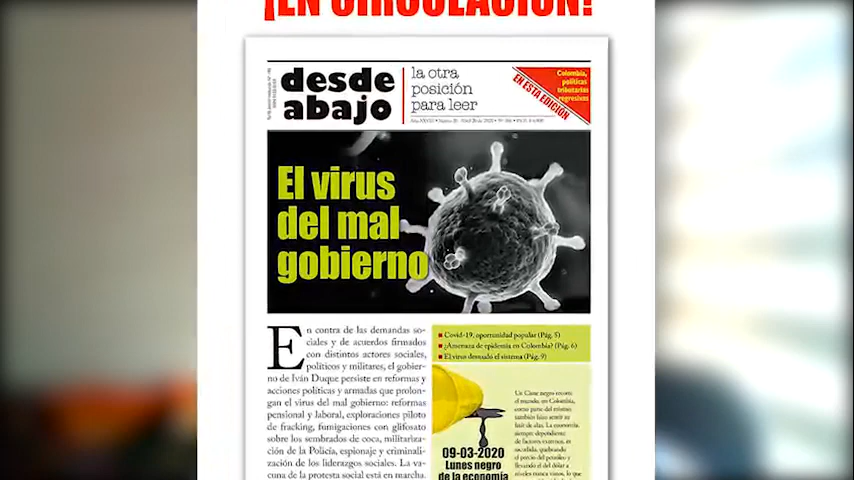 ¡EN CIRCULACIÓN!
desde
abajo
la otra
posición
para leer
EN ESTA EDICIÓN
Colombia,
políticas
tributarias
regresivas
El virus
del mal
gobierno
En contra de las demandas so-
ciales y de acuerdos firmados
con distintos actores sociales,
políticos y militares, el gobier-
no de Iván Duque persiste en reformas y
acciones políticas y armadas que prolon-
gan el virus del mal gobierno: reformas
pensional y laboral, exploraciones piloto
de fracking, fumigaciones con glifosato
sobre los sembrados de coca, militariza-
ción de la Policía, espionaje y criminali-
zación de los liderazgos sociales. La va-
cuna de la protesta social está en marcha.
Covid-19, oportunidad popular (Pág. 5)
¿Amenaza de epidemia en Colombia? (Pág. 6)
El virus desnudó el sistema (Pág. 9)
09-03-2020
Lunes negro
de la economía